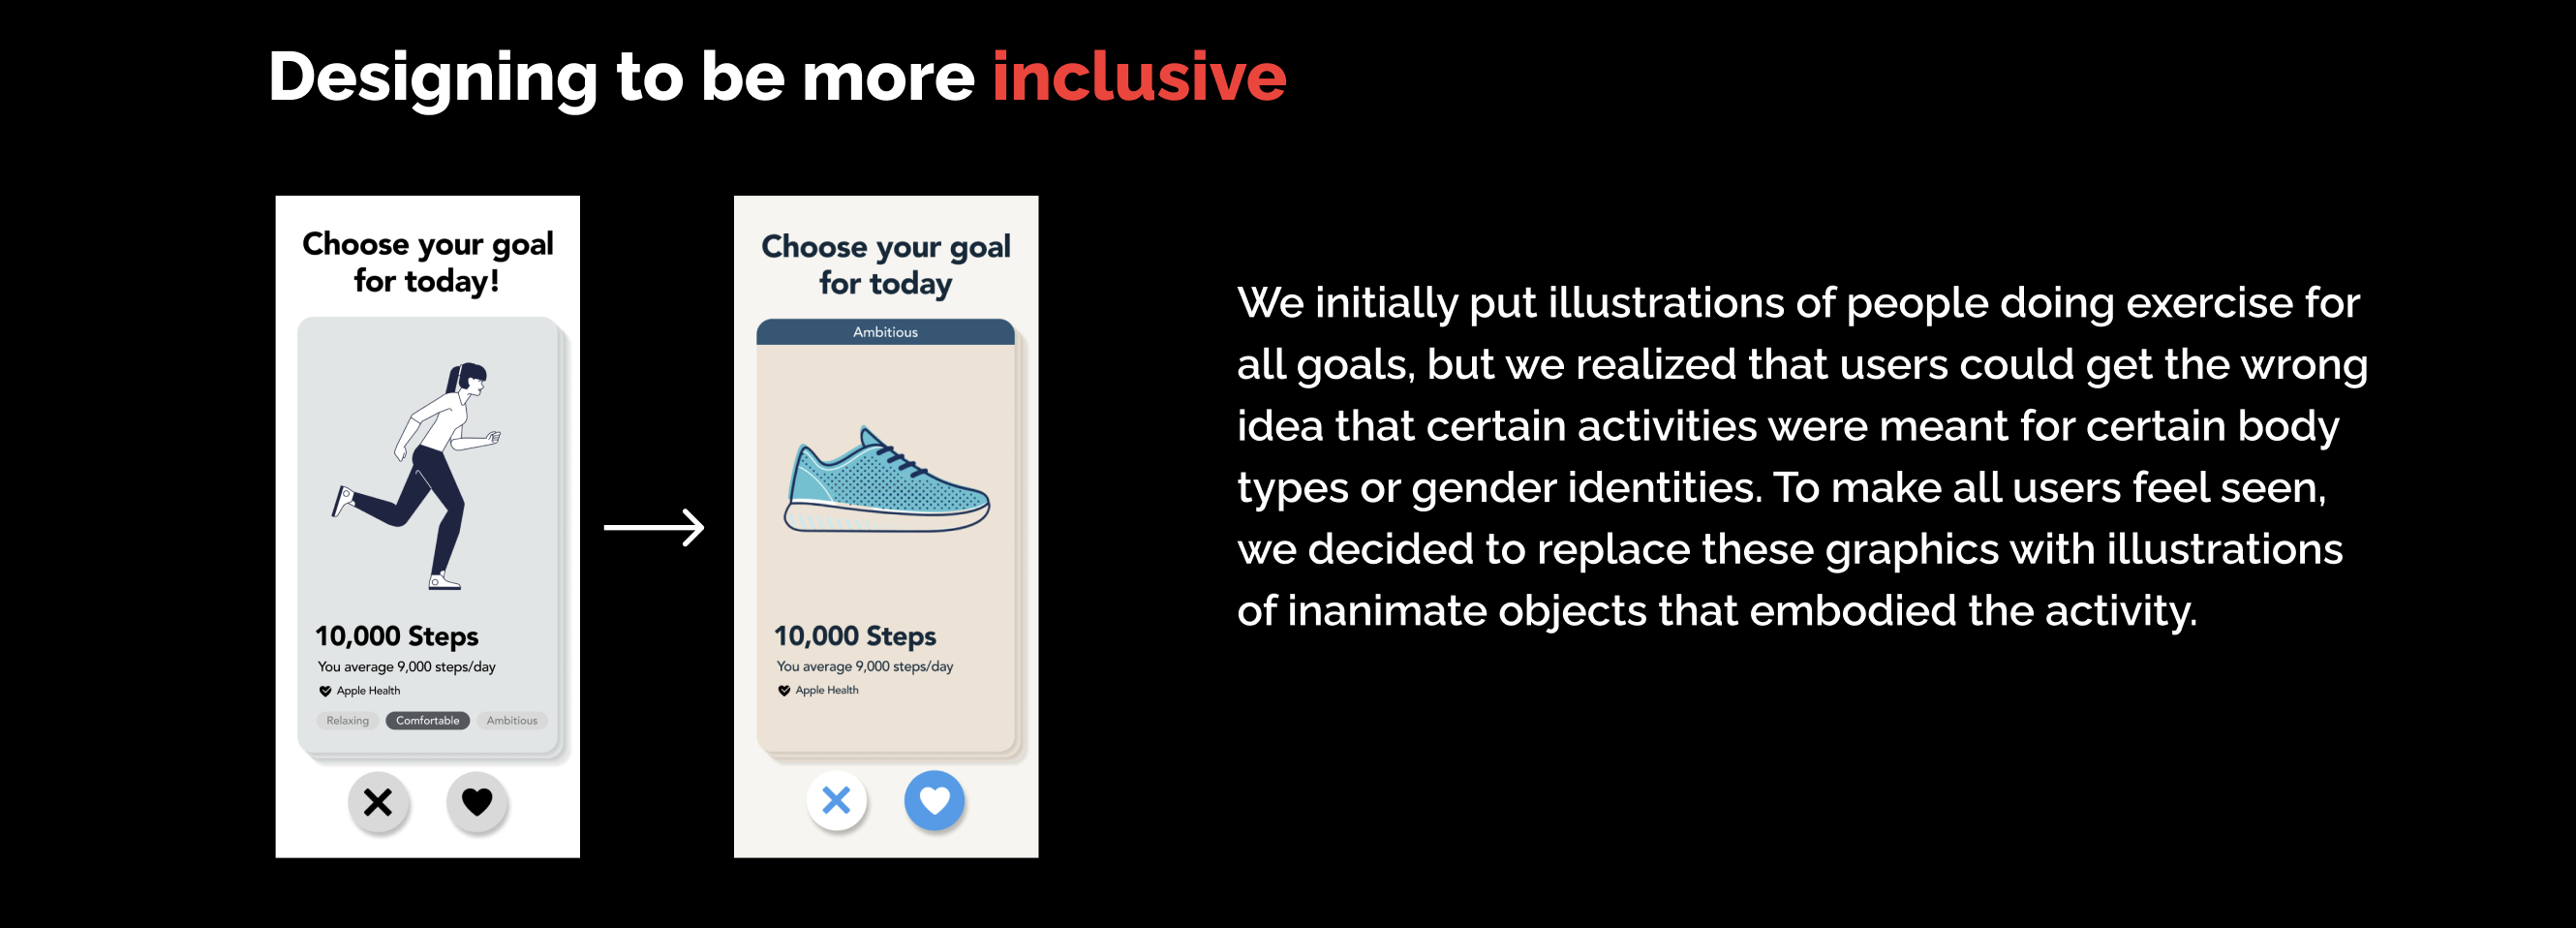 Designing to be more inclusive
Choose your goal
for today!
10,000 Steps
You average 9,000 steps/day
Apple Health
Relaxing Comfortable Ambitious
Choose your goal
for today
Ambitious
10,000 Steps
You average 9,000 steps/day
Apple Health
We initially put illustrations of people doing exercise for
all goals, but we realized that users could get the wrong
idea that certain activities were meant for certain body
types or gender identities. To make all users feel seen,
we decided to replace these graphics with illustrations
of inanimate objects that embodied the activity.